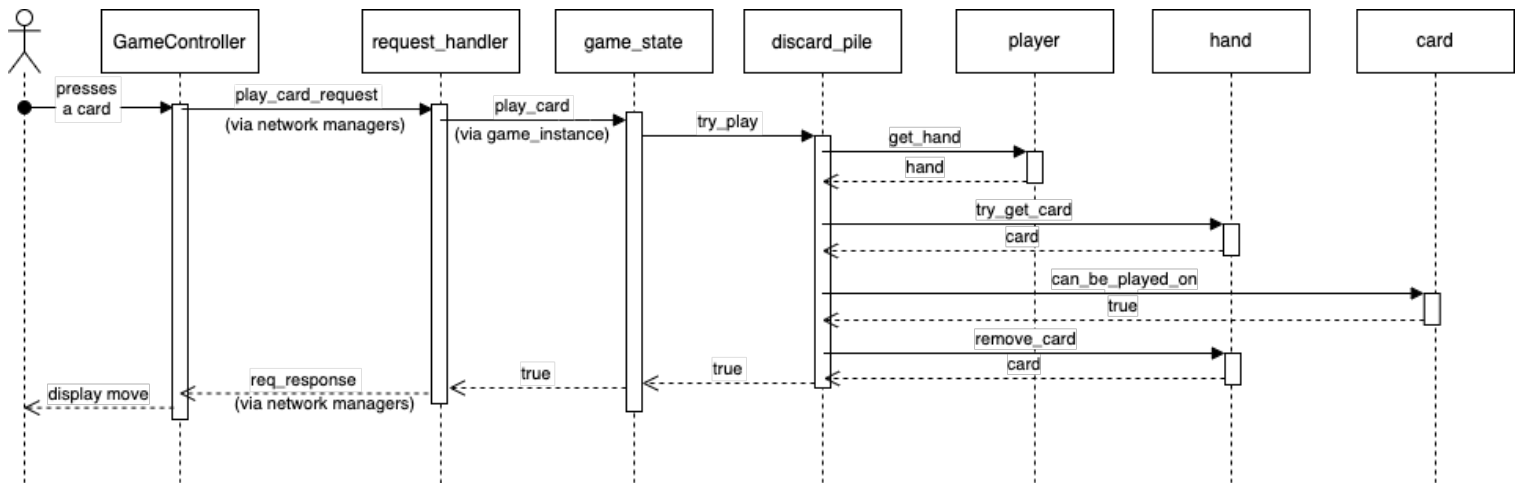 GameController
request_handler
game_state
discard_pile
player
hand
card
presses
a card
play_card_request
(via network managers)
play_card
(via game_instance)
try_play
get_hand
hand
try_get_card
card
can_be_played_on
true
remove_card
card
true
true
req_response
(via network managers)
display move